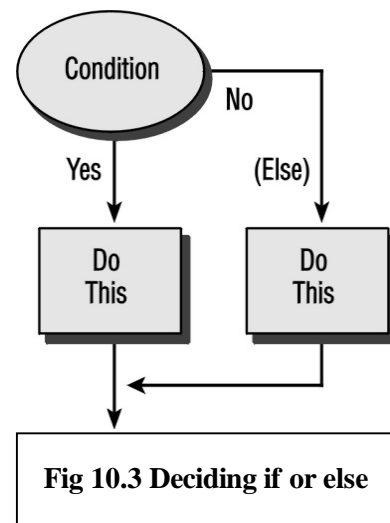 Condition
No
Yes
(Else)
Do
This
Do
This
Fig 10.3 Deciding if or else